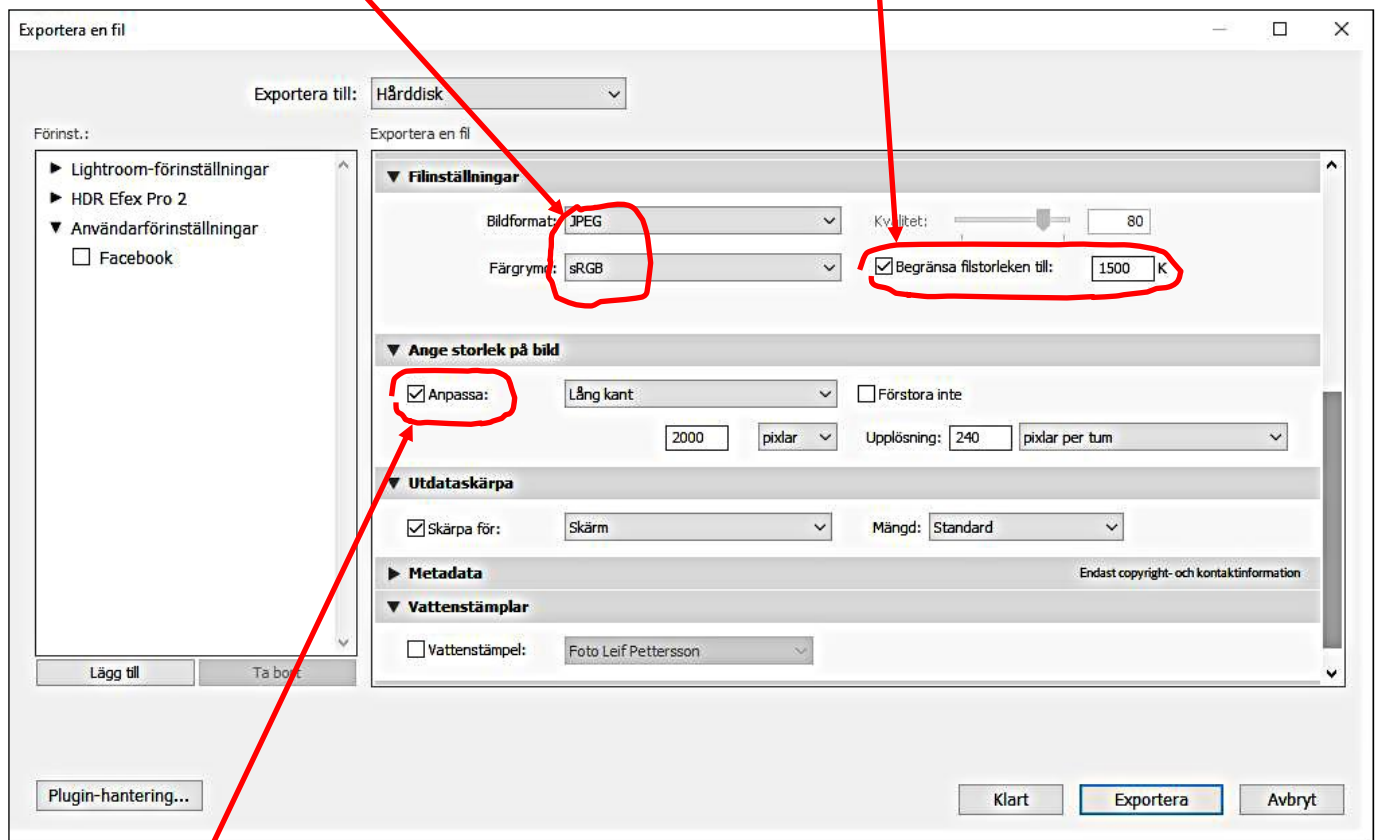 Exportera en fil
Exportera till: Hårddisk
Förinst.:
Exportera en fil
Lightroom-förinställningar
HDR Efex Pro 2
Användarförinställningar
Facebook
Lägg till
Ta bort
Filinställningar
Bildformat: JPEG
Kvalitet: 80
Färgrymd: sRGB
Begränsa filstorleken till: 1500 K
Ange storlek på bild
Anpassa: Lång kant
Förstora inte
2000 pixlar
Upplösning: 240 pixlar per tum
Utdataskärpa
Skärpa för: Skärm
Mängd: Standard
Metadata
Endast copyright- och kontaktinformation
Vattenstämplar
Vattenstämpel: Foto Leif Pettersson
Plugin-hantering...
Klart
Exportera
Avbryt